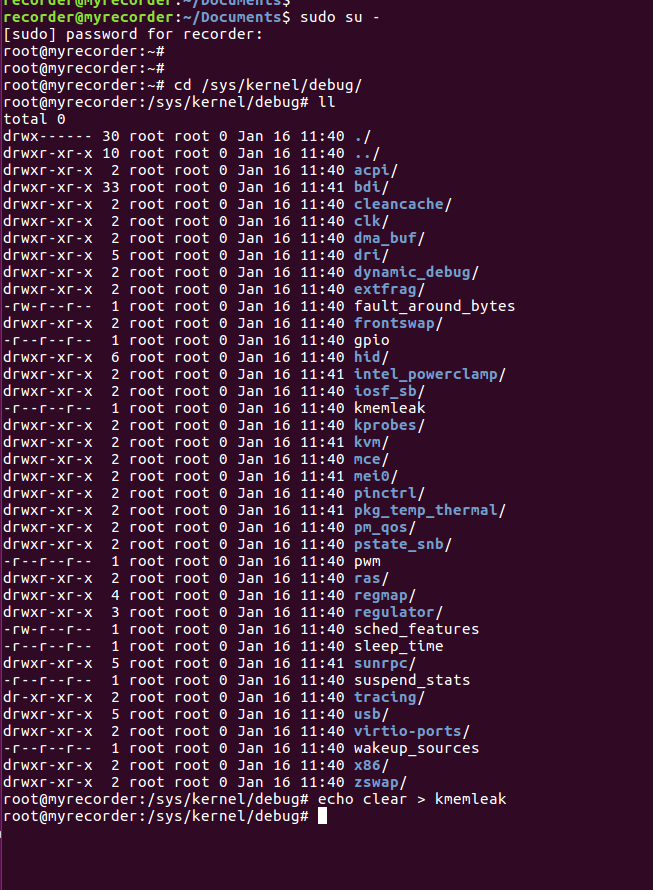 recorder@myrecorder:~/Documents$
recorder@myrecorder:~/Documents$ sudo su -
[sudo] password for recorder:
root@myrecorder:~#
root@myrecorder:~#
root@myrecorder:~# cd /sys/kernel/debug/
root@myrecorder:/sys/kernel/debug# ll
total 0
drwx------ 30 root root 0 Jan 16 11:40 ./
drwxr-xr-x 10 root root 0 Jan 16 11:40 ../
drwxr-xr-x  2 root root 0 Jan 16 11:40 acpi/
drwxr-xr-x 33 root root 0 Jan 16 11:41 bdi/
drwxr-xr-x  2 root root 0 Jan 16 11:40 cleancache/
drwxr-xr-x  2 root root 0 Jan 16 11:40 clk/
drwxr-xr-x  2 root root 0 Jan 16 11:40 dma_buf/
drwxr-xr-x  5 root root 0 Jan 16 11:40 dri/
drwxr-xr-x  2 root root 0 Jan 16 11:40 dynamic_debug/
drwxr-xr-x  2 root root 0 Jan 16 11:40 extfrag/
-rw-r--r--  1 root root 0 Jan 16 11:40 fault_around_bytes
drwxr-xr-x  2 root root 0 Jan 16 11:40 frontswap/
-r--r--r--  1 root root 0 Jan 16 11:40 gpio
drwxr-xr-x  6 root root 0 Jan 16 11:40 hid/
drwxr-xr-x  2 root root 0 Jan 16 11:41 intel_powerclamp/
drwxr-xr-x  2 root root 0 Jan 16 11:40 iosf_sb/
-r--r--r--  1 root root 0 Jan 16 11:40 kmemleak
drwxr-xr-x  2 root root 0 Jan 16 11:40 kprobes/
drwxr-xr-x  2 root root 0 Jan 16 11:41 kvm/
drwxr-xr-x  2 root root 0 Jan 16 11:40 mce/
drwxr-xr-x  2 root root 0 Jan 16 11:41 mei0/
drwxr-xr-x  2 root root 0 Jan 16 11:40 pinctrl/
drwxr-xr-x  2 root root 0 Jan 16 11:41 pkg_temp_thermal/
drwxr-xr-x  2 root root 0 Jan 16 11:40 pm_qos/
drwxr-xr-x  2 root root 0 Jan 16 11:40 pstate_snb/
-r--r--r--  1 root root 0 Jan 16 11:40 pwm
drwxr-xr-x  2 root root 0 Jan 16 11:40 ras/
drwxr-xr-x  4 root root 0 Jan 16 11:40 regmap/
drwxr-xr-x  3 root root 0 Jan 16 11:40 regulator/
-rw-r--r--  1 root root 0 Jan 16 11:40 sched_features
-r--r--r--  1 root root 0 Jan 16 11:40 sleep_time
drwxr-xr-x  5 root root 0 Jan 16 11:41 sunrpc/
-r--r--r--  1 root root 0 Jan 16 11:40 suspend_stats
dr-xr-xr-x  2 root root 0 Jan 16 11:40 tracing/
drwxr-xr-x  5 root root 0 Jan 16 11:40 usb/
drwxr-xr-x  2 root root 0 Jan 16 11:40 virtio-ports/
-r--r--r--  1 root root 0 Jan 16 11:40 wakeup_sources
drwxr-xr-x  2 root root 0 Jan 16 11:40 x86/
drwxr-xr-x  2 root root 0 Jan 16 11:40 zswap/
root@myrecorder:/sys/kernel/debug# echo clear > kmemleak
root@myrecorder:/sys/kernel/debug#